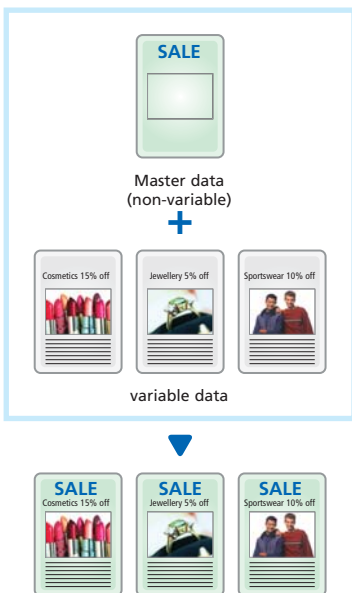 SALE
Master data
(non-variable)
+
Cosmetics 15% off
Jewellery 5% off
Sportswear 10% off
variable data
SALE
Cosmetics 15% off
SALE
Jewellery 5% off
SALE
Sportswear 10% off